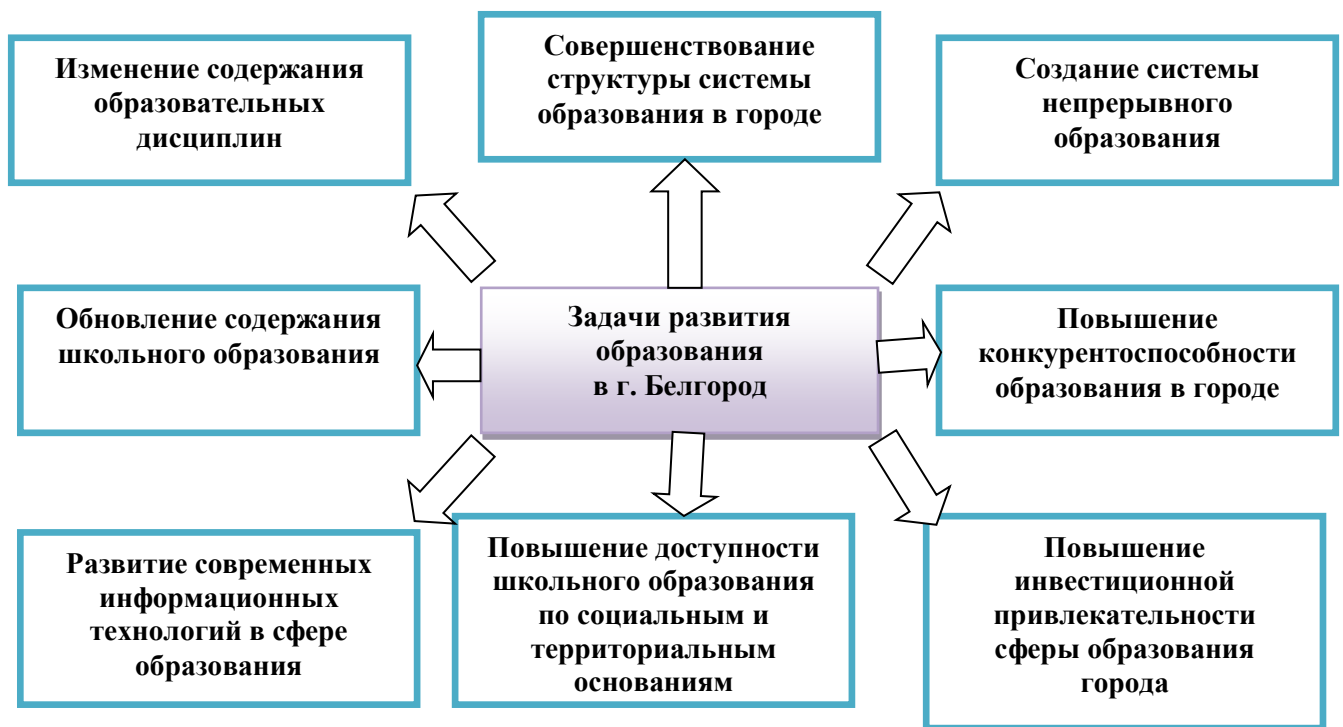 Изменение содержания
образовательных
дисциплин
Совершенствование
структуры системы
образования в городе
Создание системы
непрерывного
образования
Обновление содержания
школьного образования
Задачи развития
образования
в г. Белгород
Повышение
конкурентоспособности
образования в городе
Развитие современных
информационных
технологий в сфере
образования
Повышение доступности
школьного образования
по социальным и
территориальным
основаниям
Повышение
инвестиционной
привлекательности
сферы образования
города